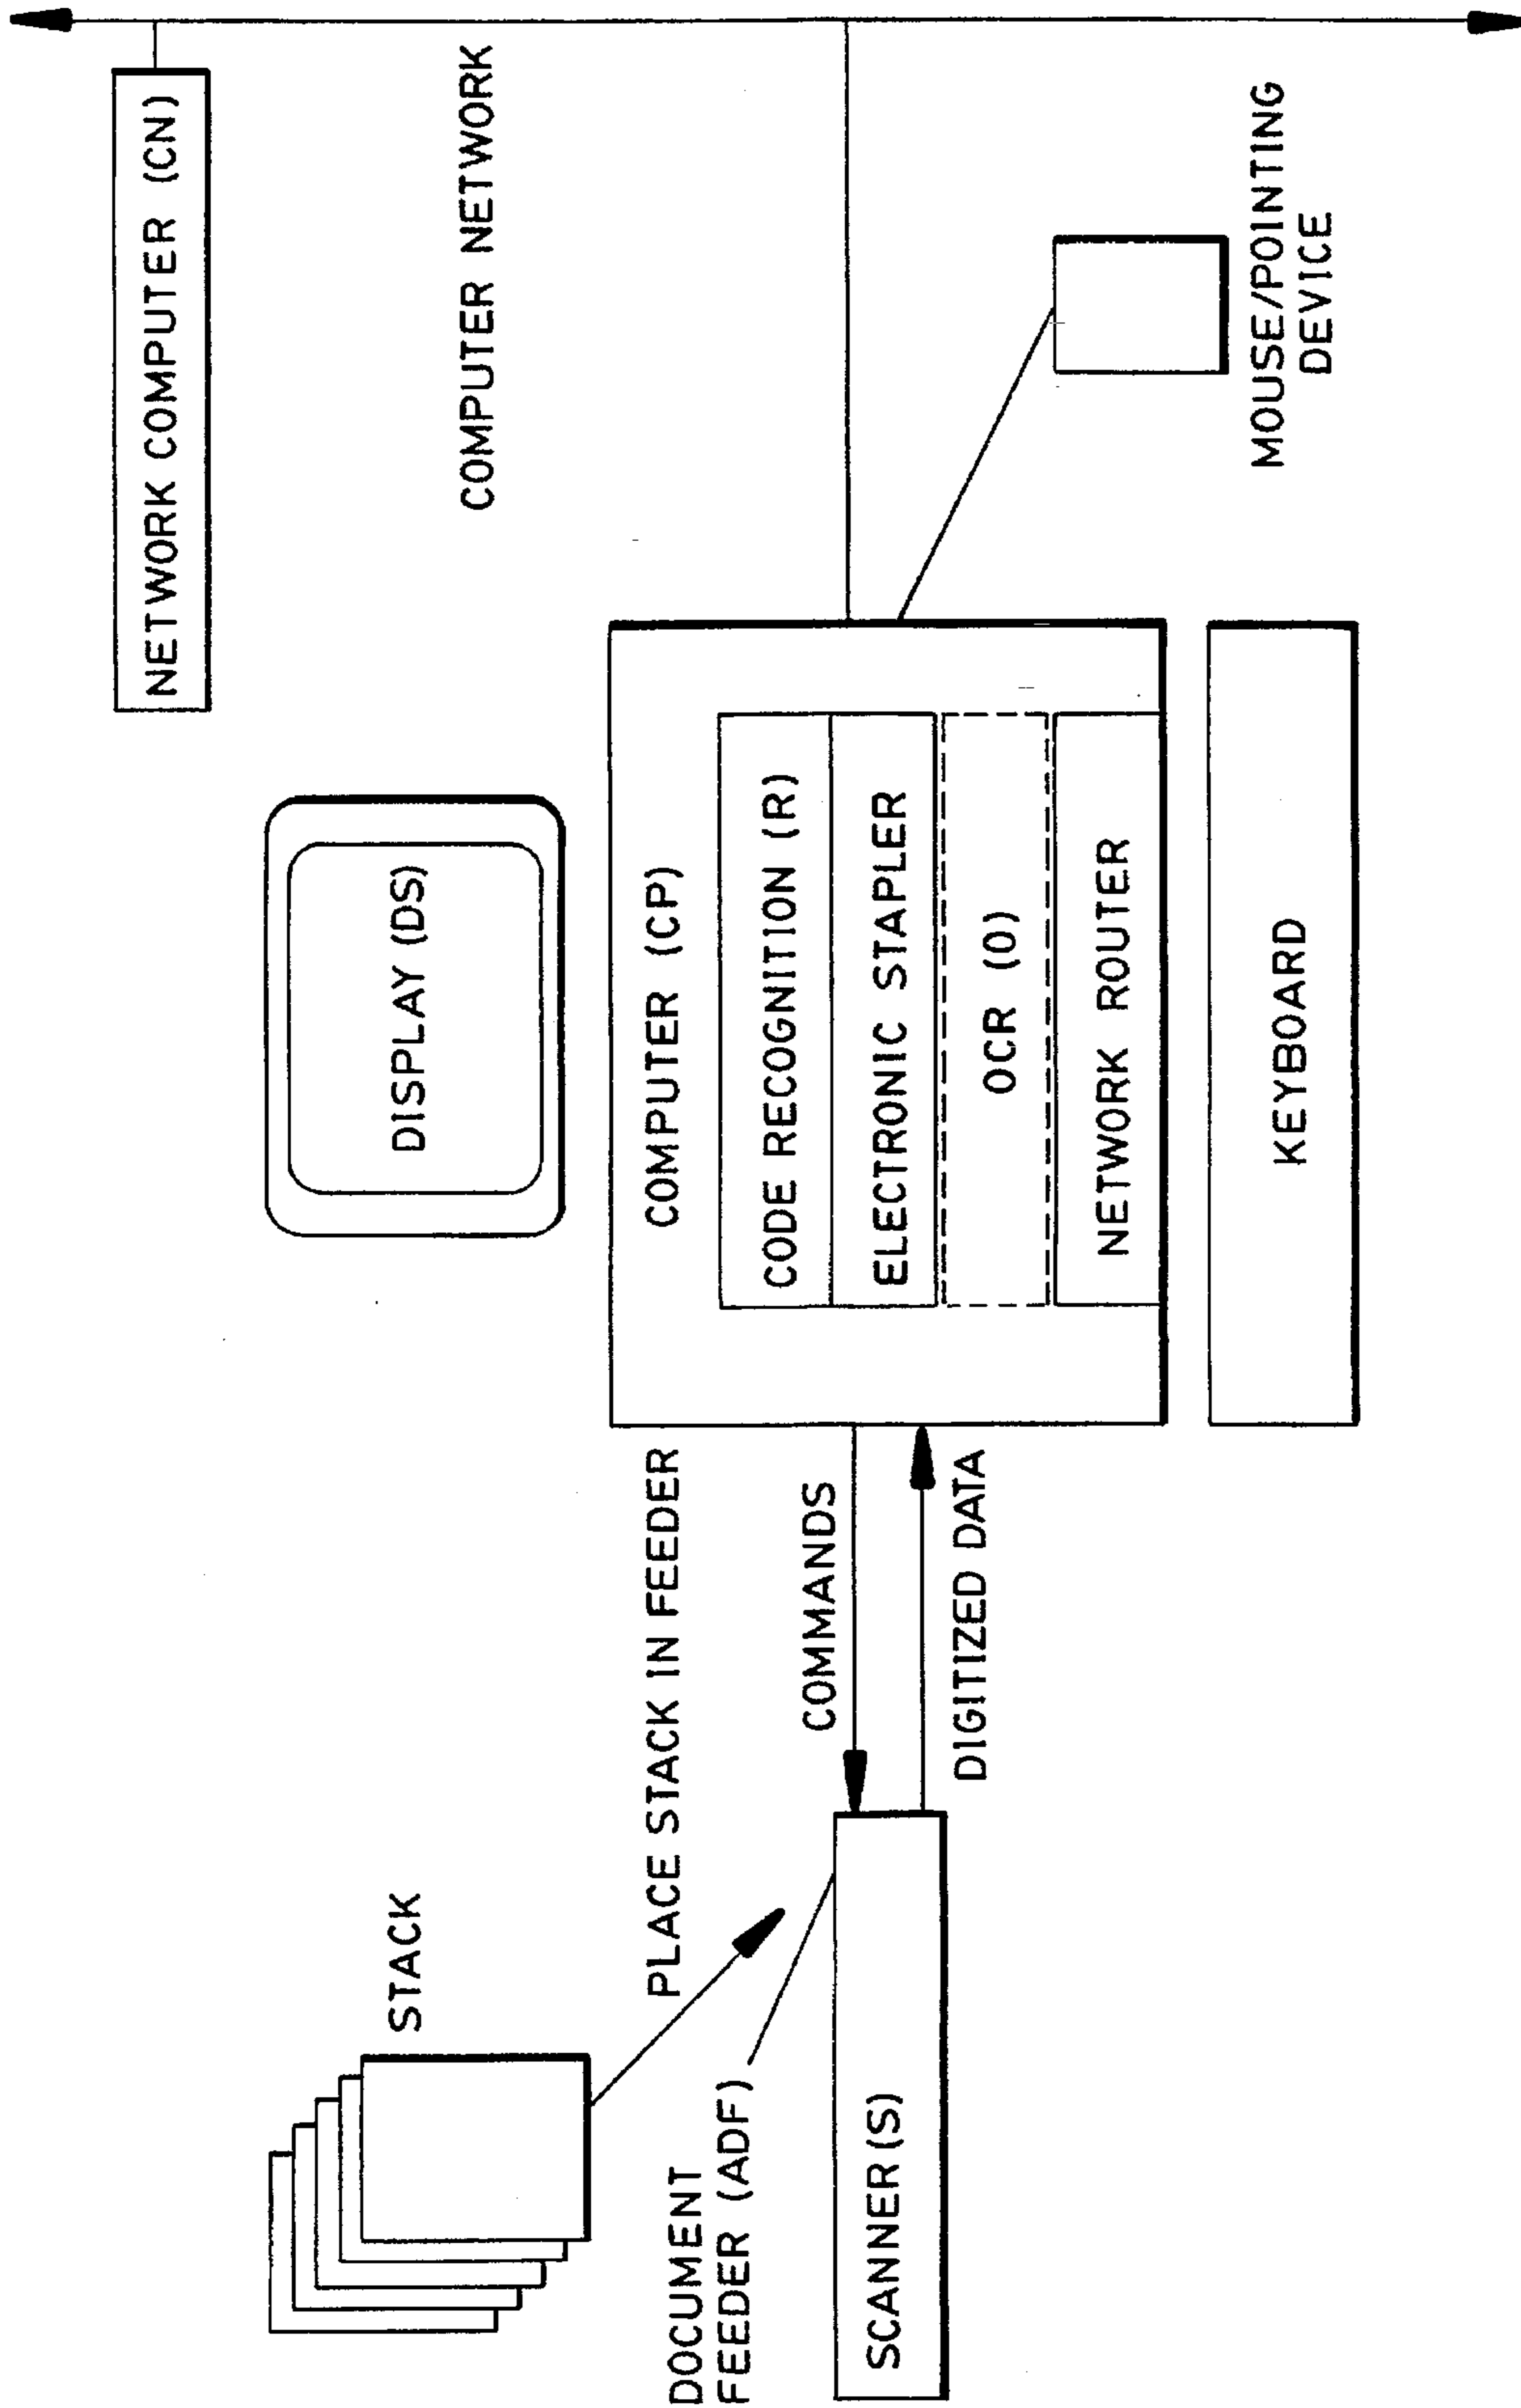 STACK
PLACE STACK IN FEEDER
DOCUMENT
FEEDER (ADF)
SCANNER(S)
COMMANDS
DIGITIZED DATA
DISPLAY (DS)
COMPUTER (CP)
CODE RECOGNITION (R)
ELECTRONIC STAPLER
OCR (O)
NETWORK ROUTER
KEYBOARD
NETWORK COMPUTER (CN)
COMPUTER NETWORK
MOUSE/POINTING
DEVICE